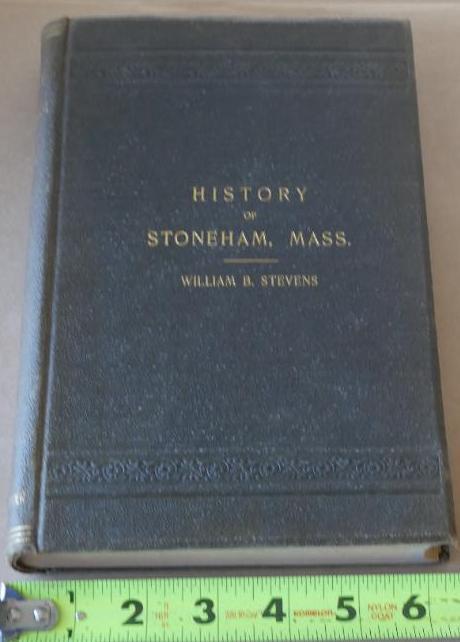 HISTORY
OF
STONEHAM, MASS.
WILLIAM B. STEVENS
2 3 4 5 NYLON COAT 6